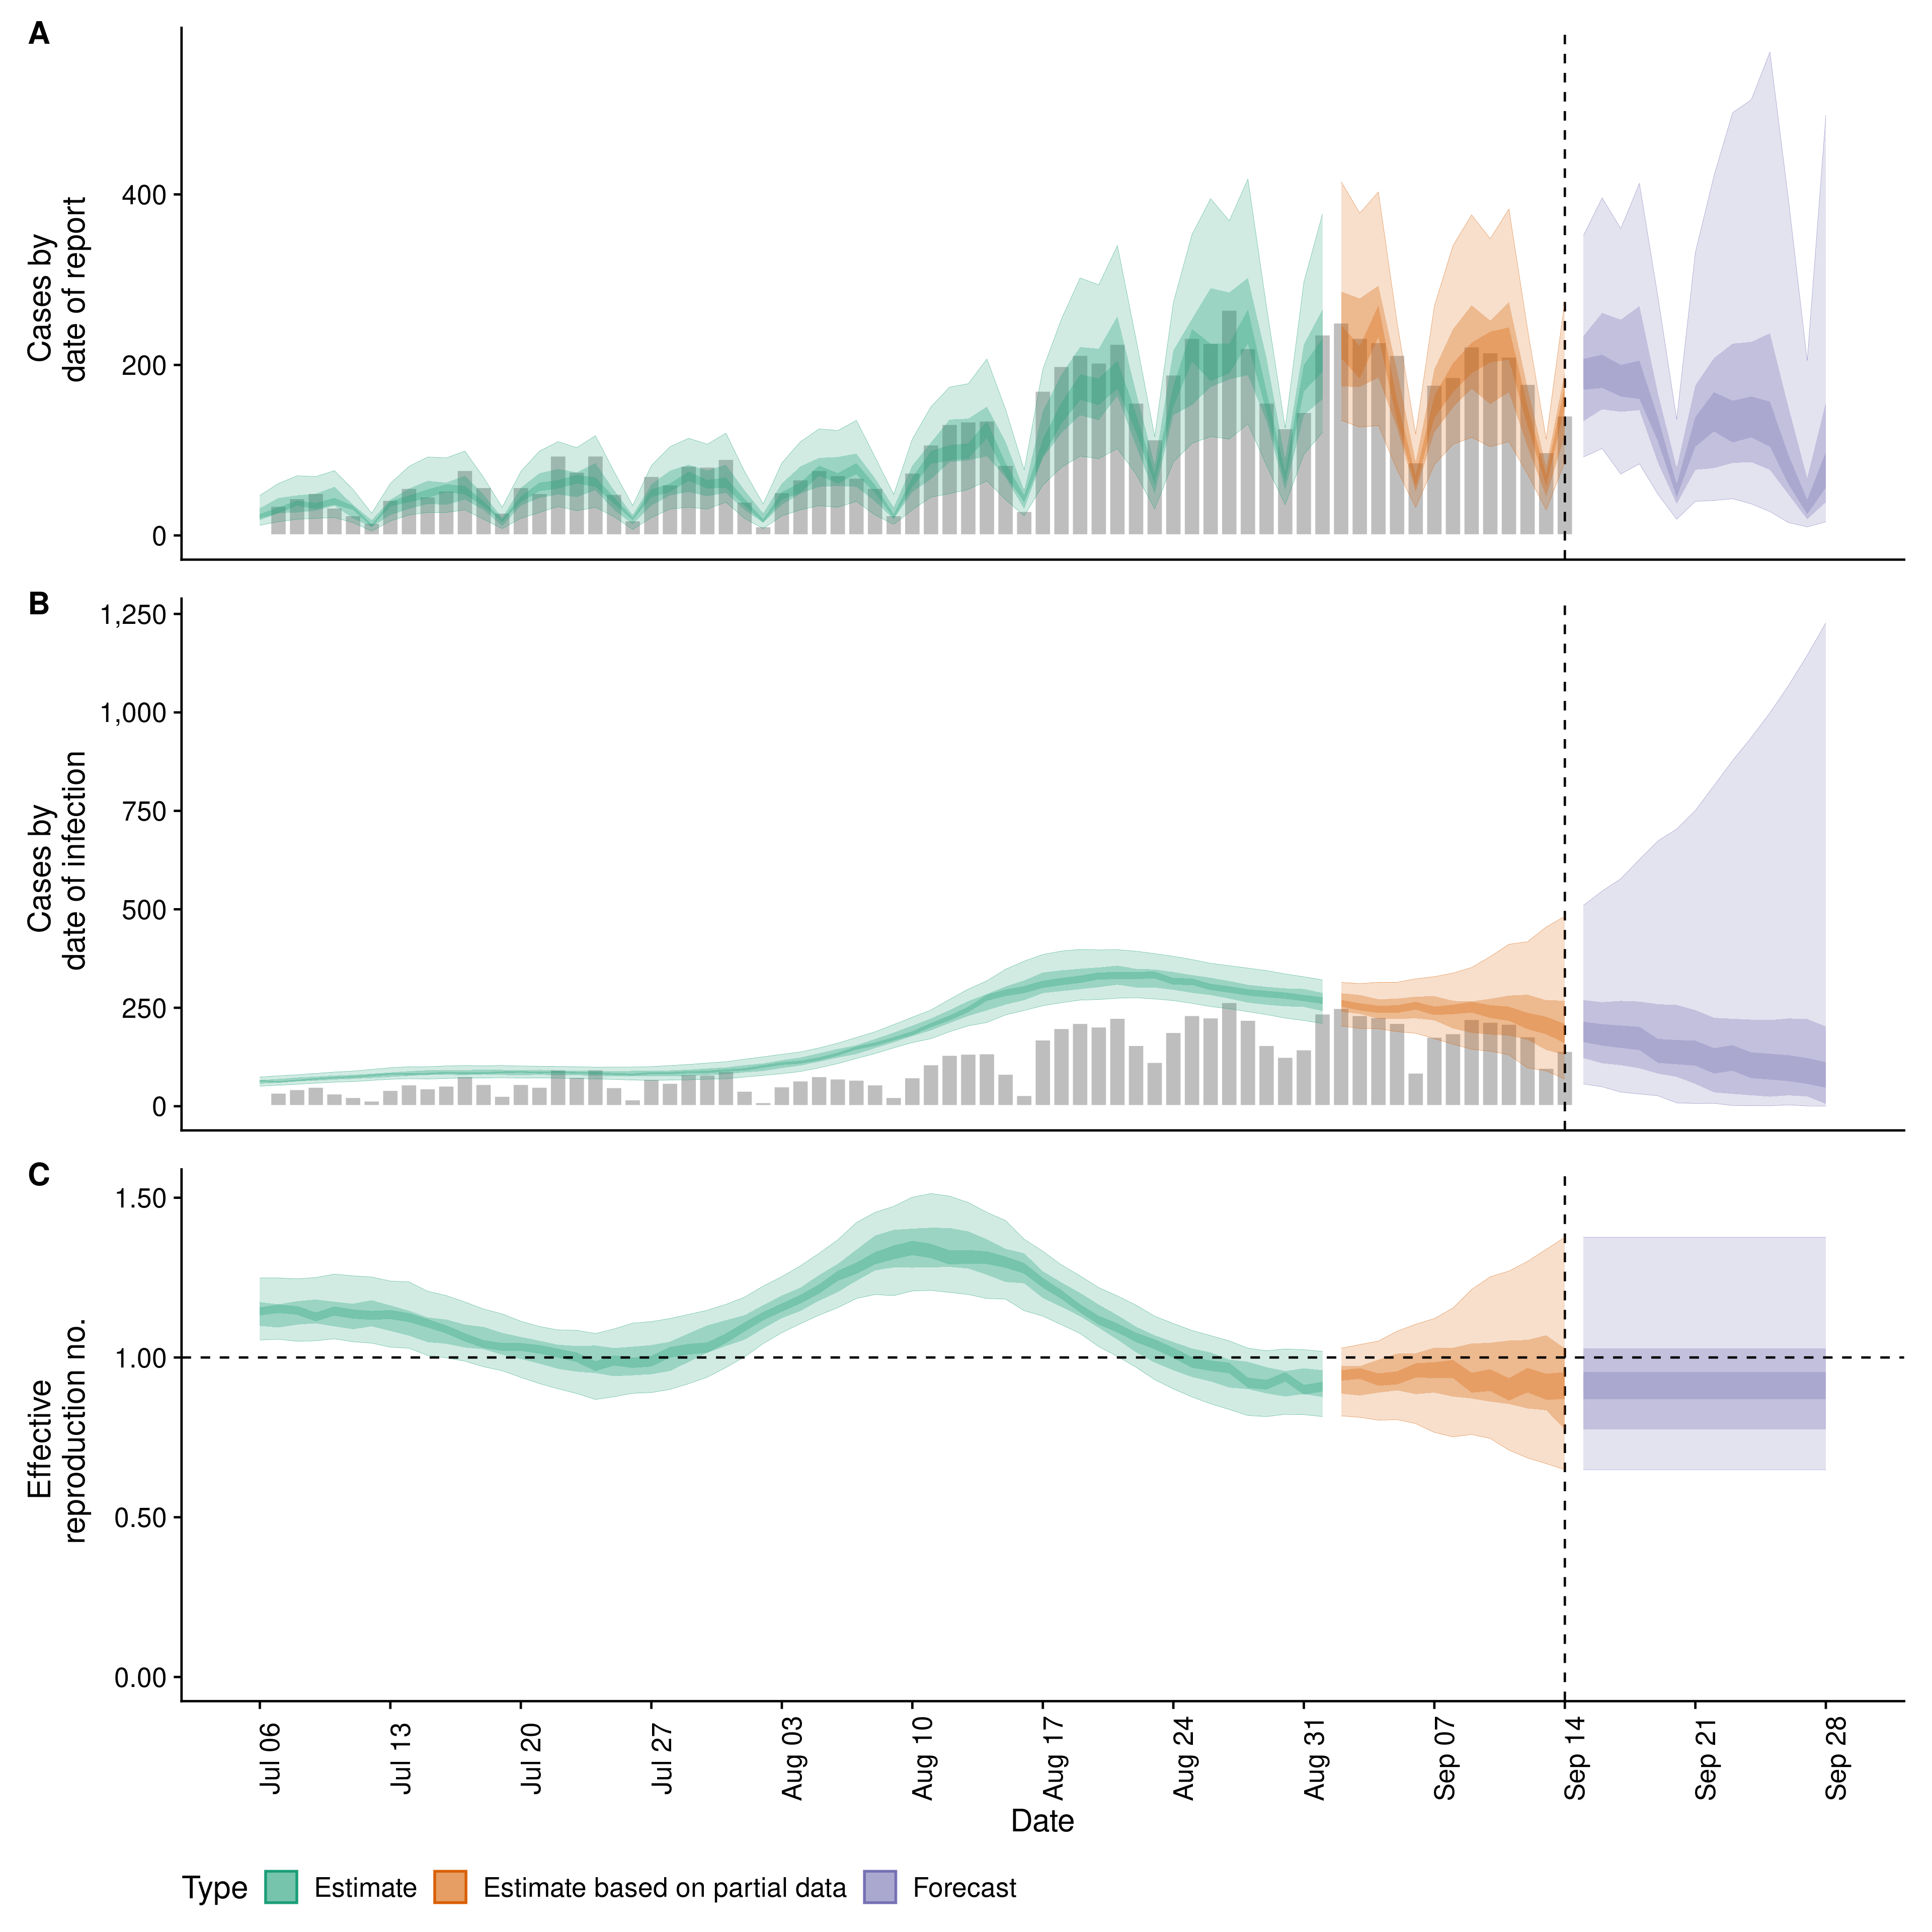 A
Cases by
date of report
400
200
0
B
Cases by
date of infection
1,250
1,000
750
500
250
0
C
Effective
reproduction no.
1.50
1.00
0.50
0.00
Jul 06
Jul 13
Jul 20
Jul 27
Aug 03
Aug 10
Aug 17
Aug 24
Aug 31
Sep 07
Sep 14
Sep 21
Sep 28
Date
Type Estimate Estimate based on partial data Forecast